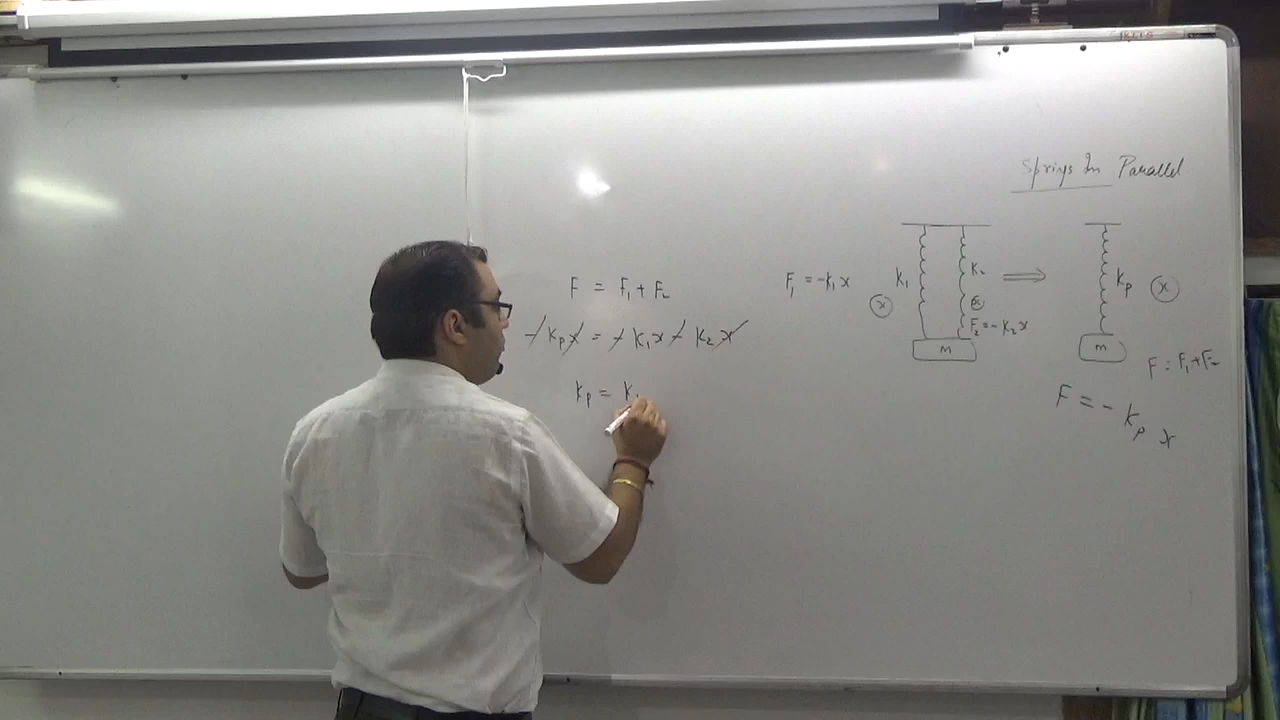 Springs In Parallel
F = F₁ + F₂
-kₚx = -k₁x - k₂x
kₚ = k₁
F₁ = -k₁x
k₁
x
k₂
x
F₂ = -k₂x
M
⇒
kₚ
x
M
F = F₁+F₂
F = -kₚ x